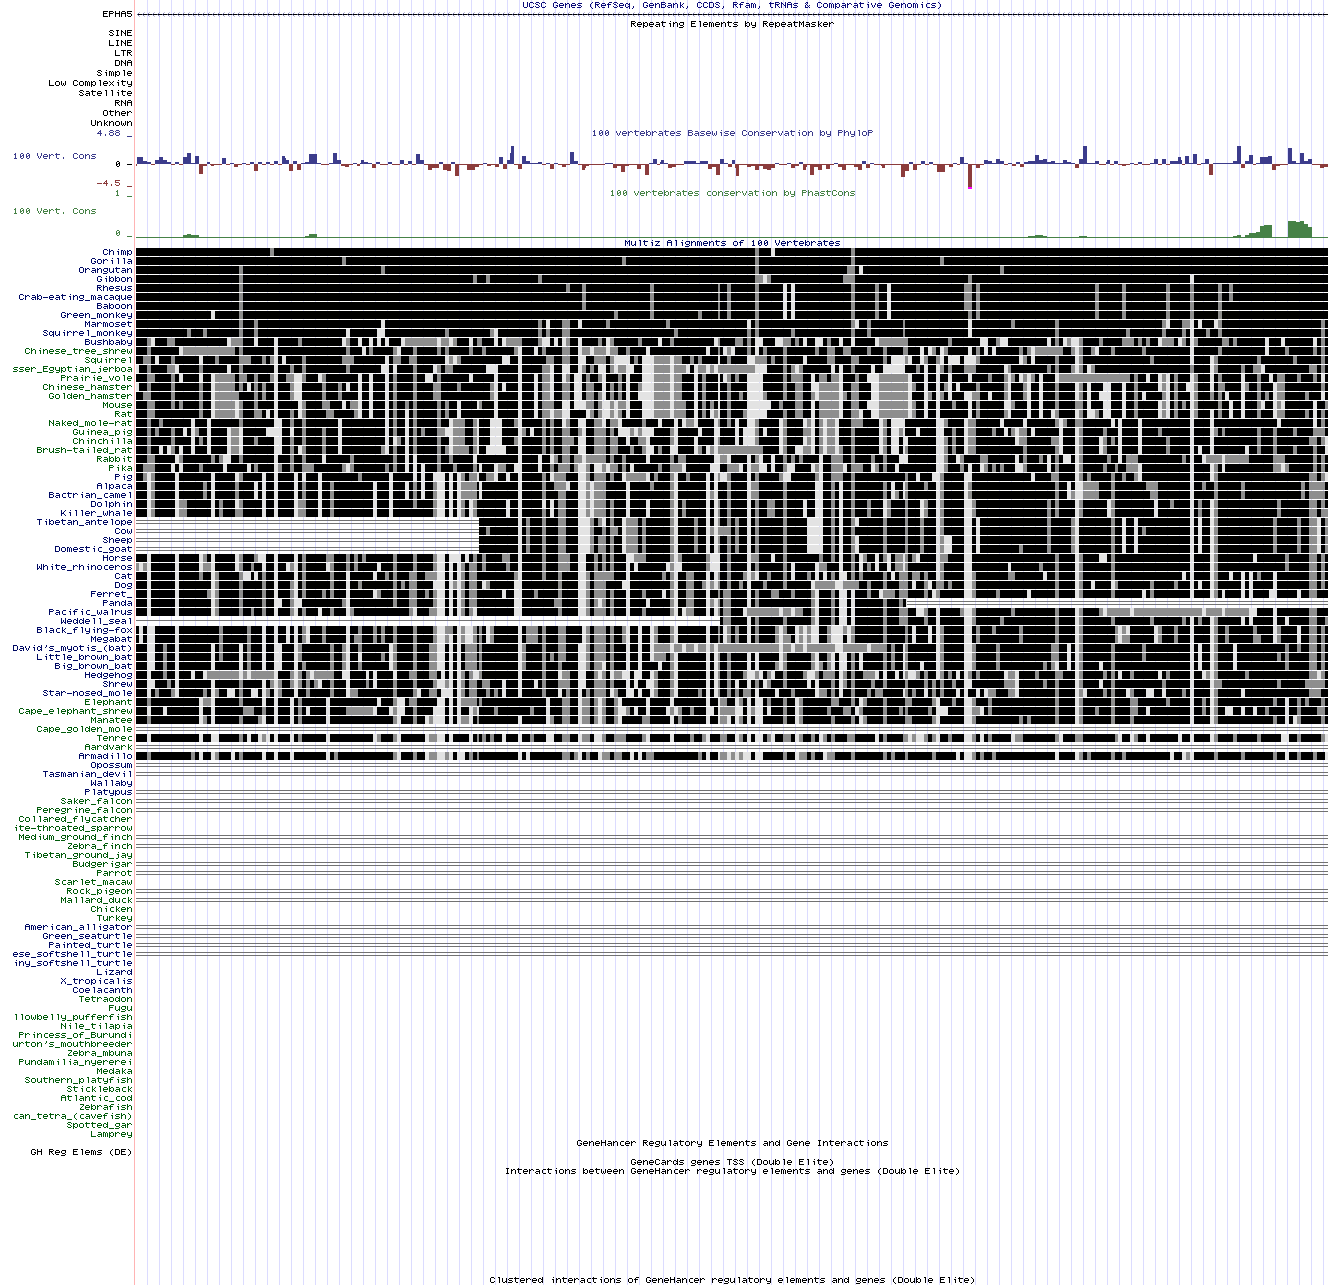 UCSC Genes (RefSeq, GenBank, CCDS, Rfam, tRNAs & Comparative Genomics)
EPHA5
Repeating Elements by RepeatMasker
SINE
LINE
LTR
DNA
Simple
Low Complexity
Satellite
RNA
Other
Unknown
100 vertebrates Basewise Conservation by PhyloP
4.88 _
100 Vert. Cons
0 _
-4.5 _
100 vertebrates conservation by PhastCons
1 _
100 Vert. Cons
0 _
Multiz Alignments of 100 Vertebrates
Chimp
Gorilla
Orangutan
Gibbon
Rhesus
Crab-eating_macaque
Baboon
Green_monkey
Marmoset
Squirrel_monkey
Bushbaby
Chinese_tree_shrew
Squirrel
sser_Egyptian_jerboa
Prairie_vole
Chinese_hamster
Golden_hamster
Mouse
Rat
Naked_mole-rat
Guinea_pig
Chinchilla
Brush-tailed_rat
Rabbit
Pika
Pig
Alpaca
Bactrian_camel
Dolphin
Killer_whale
Tibetan_antelope
Cow
Sheep
Domestic_goat
Horse
White_rhinoceros
Cat
Dog
Ferret_
Panda
Pacific_walrus
Weddell_seal
Black_flying-fox
Megabat
David's_myotis_(bat)
Little_brown_bat
Big_brown_bat
Hedgehog
Shrew
Star-nosed_mole
Elephant
Cape_elephant_shrew
Manatee
Cape_golden_mole
Tenrec
Aardvark
Armadillo
Opossum
Tasmanian_devil
Wallaby
Platypus
Saker_falcon
Peregrine_falcon
Collared_flycatcher
ite-throated_sparrow
Medium_ground_finch
Zebra_finch
Tibetan_ground_jay
Budgerigar
Parrot
Scarlet_macaw
Rock_pigeon
Mallard_duck
Chicken
Turkey
American_alligator
Green_seaturtle
Painted_turtle
ese_softshell_turtle
iny_softshell_turtle
Lizard
X_tropicalis
Coelacanth
Tetraodon
Fugu
llowbelly_pufferfish
Nile_tilapia
Princess_of_Burundi
urton's_mouthbreeder
Zebra_mbuna
Pundamilia_nyererei
Medaka
Southern_platyfish
Stickleback
Atlantic_cod
Zebrafish
can_tetra_(cavefish)
Spotted_gar
Lamprey
GeneHancer Regulatory Elements and Gene Interactions
GH Reg Elems (DE)
GeneCards genes TSS (Double Elite)
Interactions between GeneHancer regulatory elements and genes (Double Elite)
Clustered interactions of GeneHancer regulatory elements and genes (Double Elite)